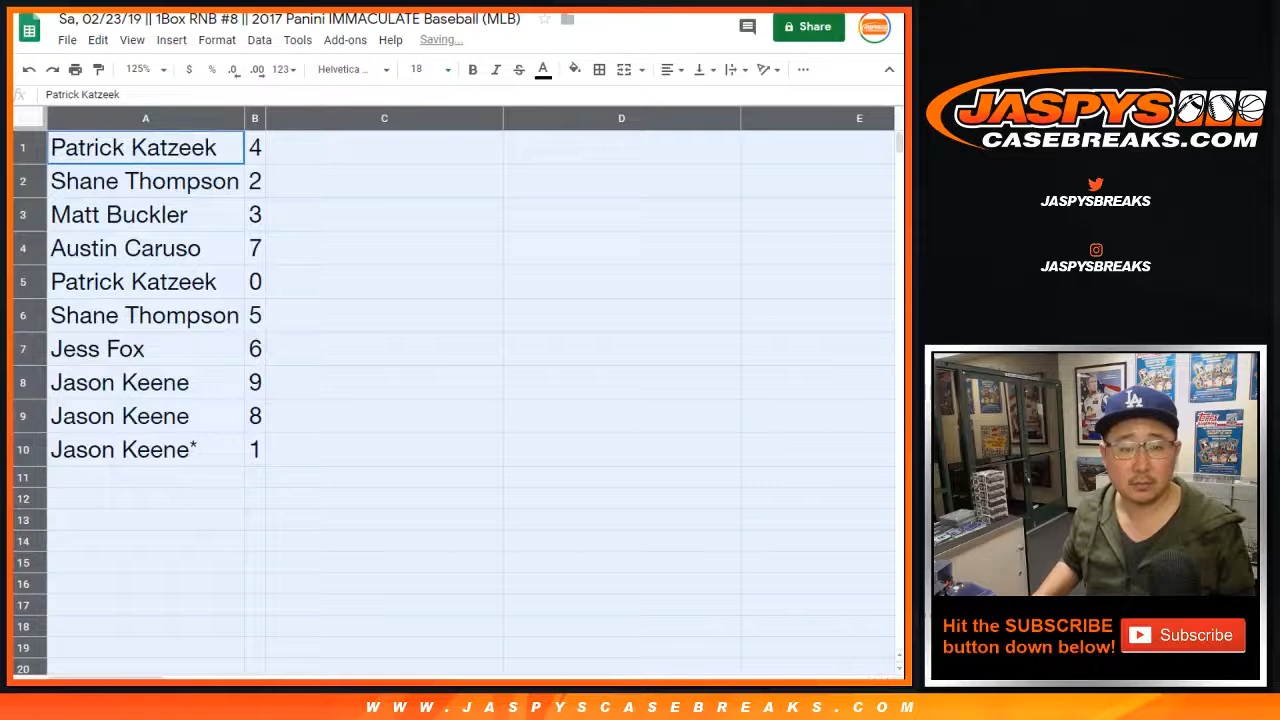 Sa, 02/23/19 || 1Box RNB #8 || 2017 Panini IMMACULATE Baseball (MLB)
File Edit View Insert Format Data Tools Add-ons Help Saving...
Share
125% $ % .0 .00 123 Helvetica ... 18 B I S A
fx Patrick Katzeek
A B C D E
1 Patrick Katzeek 4
2 Shane Thompson 2
3 Matt Buckler 3
4 Austin Caruso 7
5 Patrick Katzeek 0
6 Shane Thompson 5
7 Jess Fox 6
8 Jason Keene 9
9 Jason Keene 8
10 Jason Keene* 1
11
12
13
14
15
16
17
18
19
20
JASPYS
CASEBREAKS.COM
JASPYSBREAKS
JASPYSBREAKS
LA
Hit the SUBSCRIBE
button down below!
Subscribe
WWW.JASPYSCASEBREAKS.COM